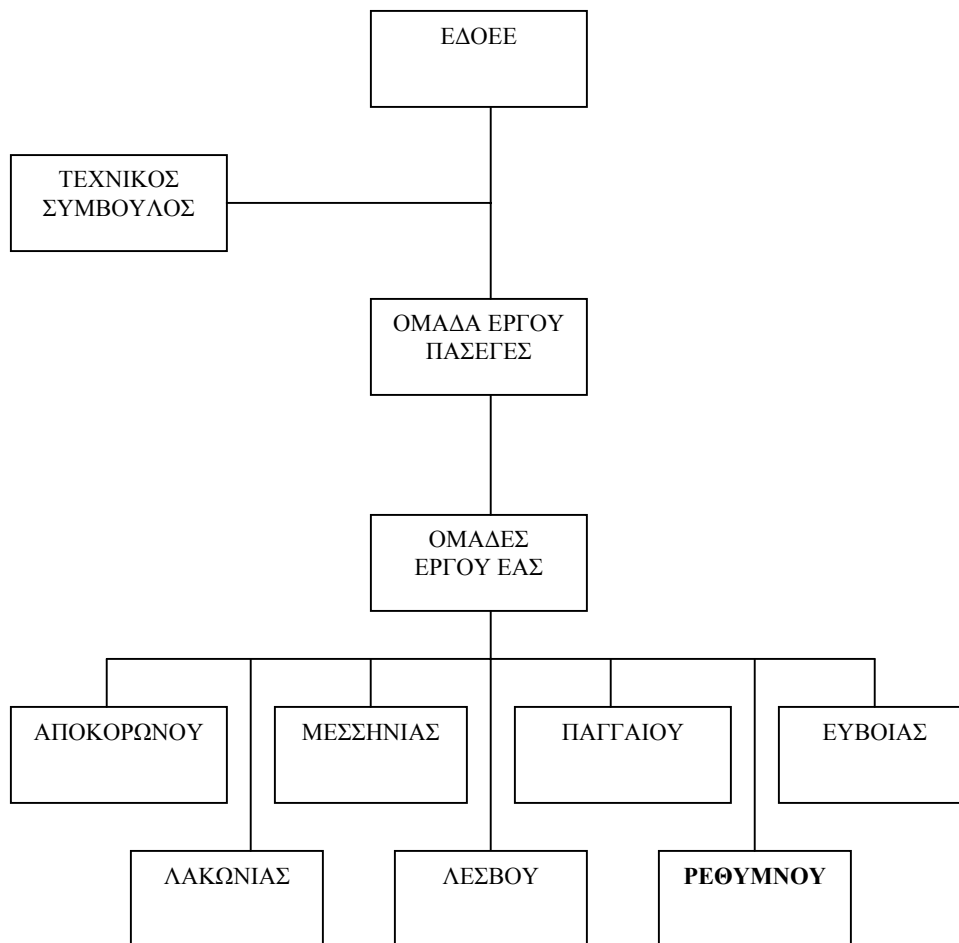 ΕΔΟΕΕ
ΤΕΧΝΙΚΟΣ
ΣΥΜΒΟΥΛΟΣ
ΟΜΑΔΑ ΕΡΓΟΥ
ΠΑΣΕΓΕΣ
ΟΜΑΔΕΣ
ΕΡΓΟΥ ΕΑΣ
ΑΠΟΚΟΡΩΝΟΥ
ΜΕΣΣΗΝΙΑΣ
ΠΑΓΓΑΙΟΥ
ΕΥΒΟΙΑΣ
ΛΑΚΩΝΙΑΣ
ΛΕΣΒΟΥ
ΡΕΘΥΜΝΟΥ